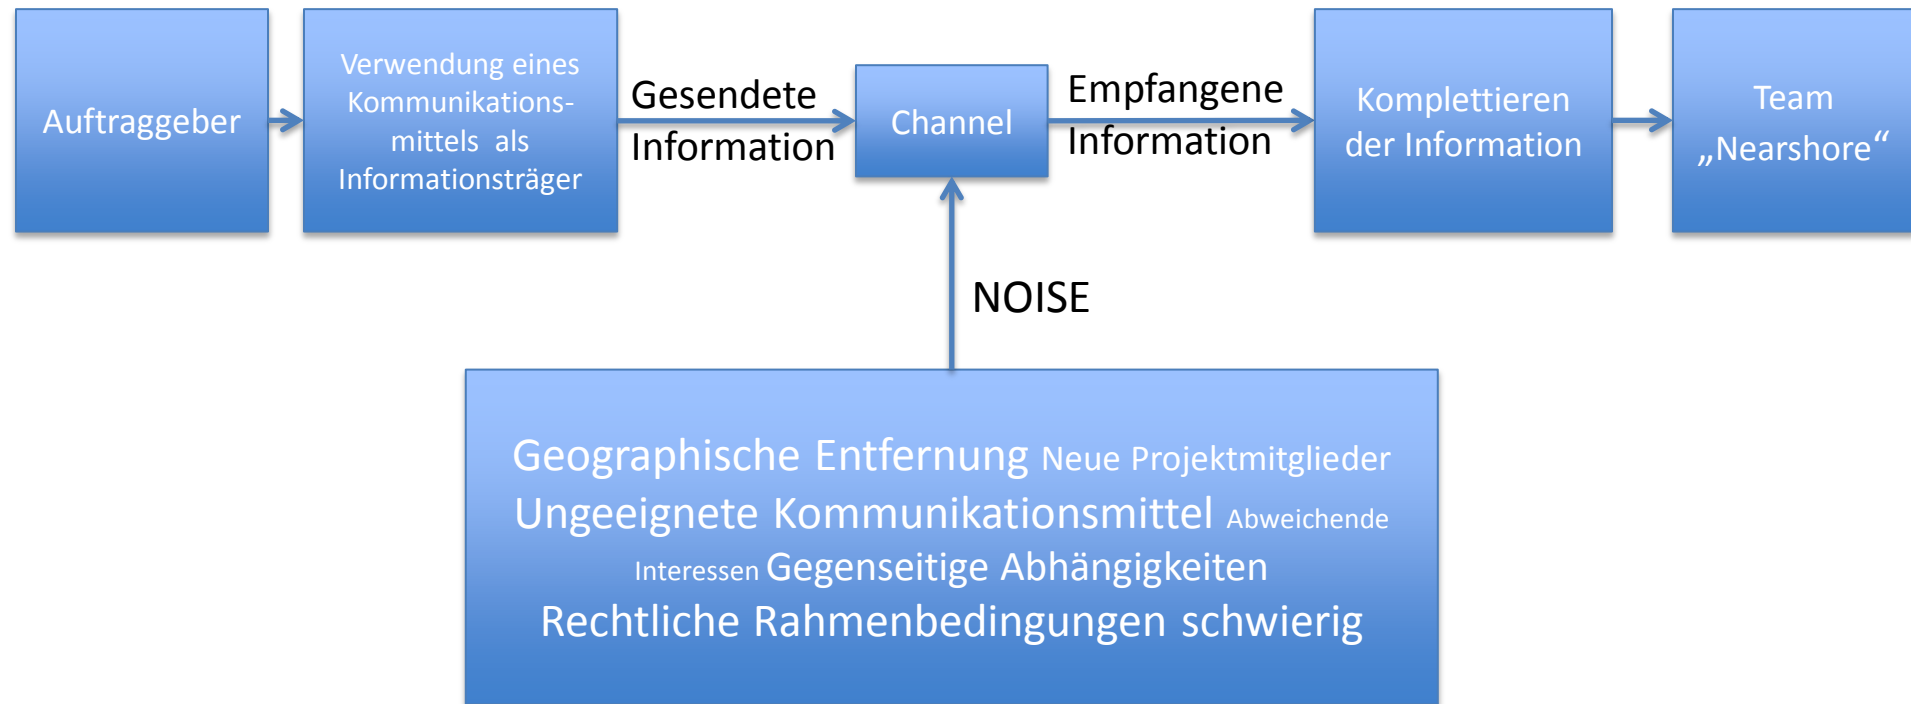 Auftraggeber
Verwendung eines
Kommunikations-
mittels als
Informationsträger
Gesendete
Information
Channel
Empfangene
Information
Komplettieren
der Information
Team
„Nearshore“
NOISE
Geographische Entfernung Neue Projektmitglieder
Ungeeignete Kommunikationsmittel Abweichende
Interessen Gegenseitige Abhängigkeiten
Rechtliche Rahmenbedingungen schwierig